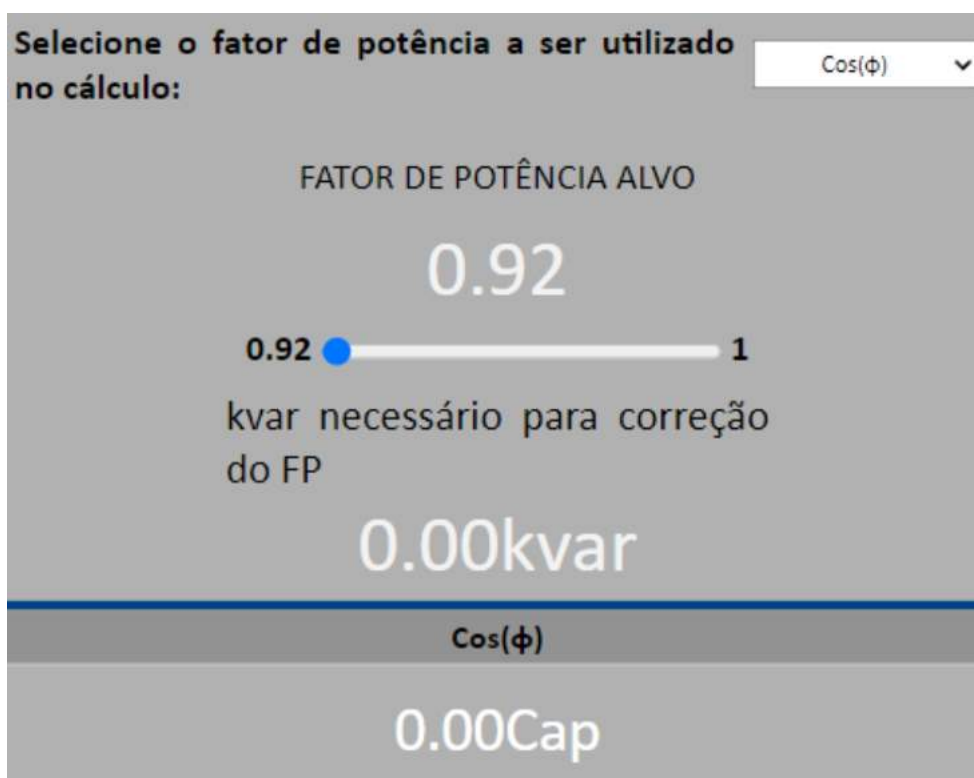 Selecione o fator de potência a ser utilizado
no cálculo:
Cos(ф)
FATOR DE POTÊNCIA ALVO
0.92
0.92 1
kvar necessário para correção
do FP
0.00kvar
Cos(ф)
0.00Cap